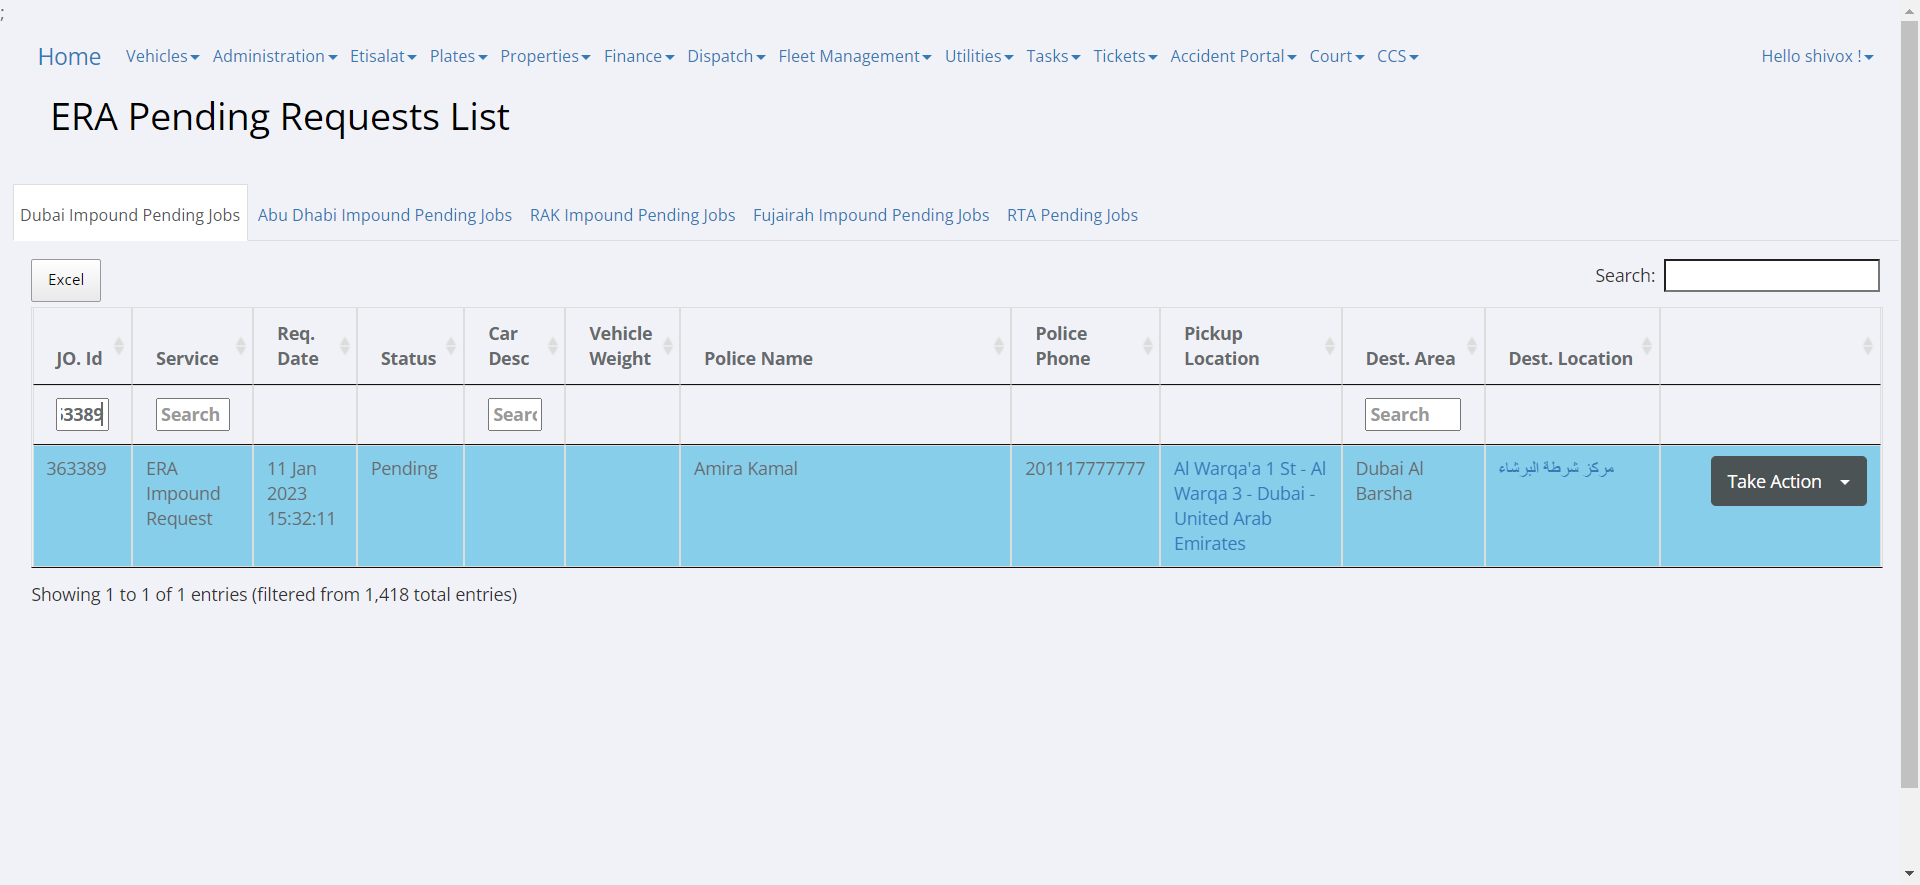 ;
Home Vehicles Administration Etisalat Plates Properties Finance Dispatch Fleet Management Utilities Tasks Tickets Accident Portal Court CCS Hello shivox !
ERA Pending Requests List
Dubai Impound Pending Jobs Abu Dhabi Impound Pending Jobs RAK Impound Pending Jobs Fujairah Impound Pending Jobs RTA Pending Jobs
Excel Search:
JO. Id Service Req. Date Status Car Desc Vehicle Weight Police Name Police Phone Pickup Location Dest. Area Dest. Location
63389 Search Searc Search
363389 ERA Impound Request 11 Jan 2023 15:32:11 Pending Amira Kamal 201117777777 Al Warqa'a 1 St - Al Warqa 3 - Dubai - United Arab Emirates Dubai Al Barsha مركز شرطة البرشاء Take Action
Showing 1 to 1 of 1 entries (filtered from 1,418 total entries)